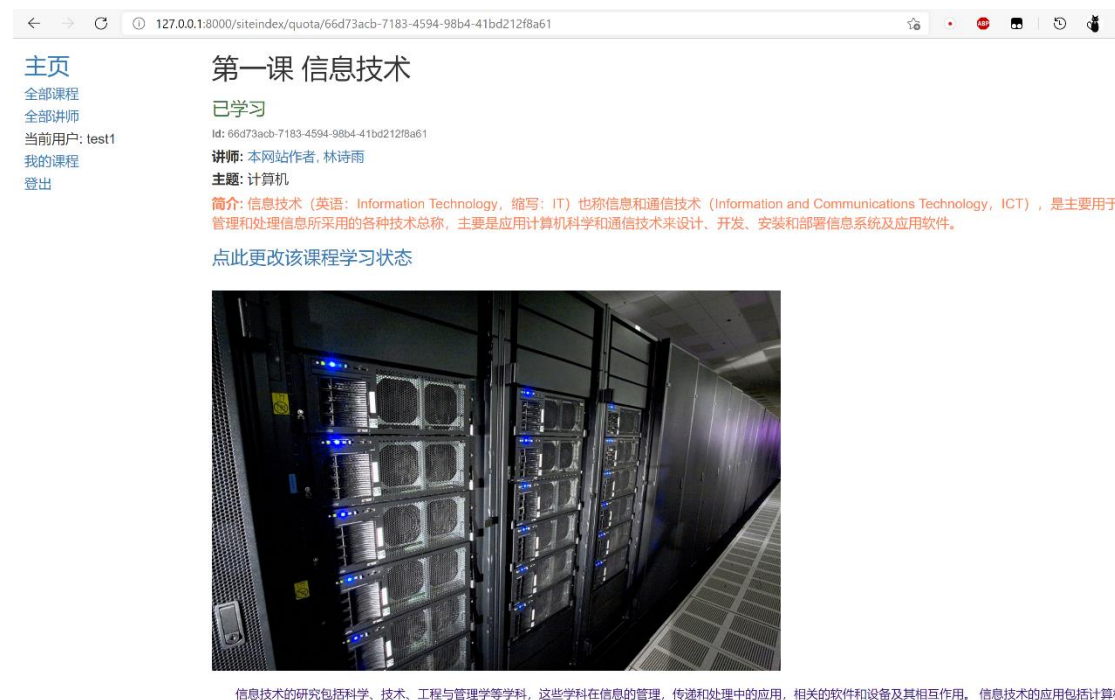 127.0.0.1:8000/siteindex/quota/66d73acb-7183-4594-98b4-41bd212f8a61
ABP
主页
全部课程
全部讲师
当前用户: test1
我的课程
登出
第一课 信息技术
已学习
Id: 66d73acb-7183-4594-98b4-41bd212f8a61
讲师: 本网站作者, 林诗雨
主题: 计算机
简介: 信息技术（英语：Information Technology，缩写：IT）也称信息和通信技术（Information and Communications Technology，ICT），是主要用于
管理和处理信息所采用的各种技术总称，主要是应用计算机科学和通信技术来设计、开发、安装和部署信息系统及应用软件。
点此更改该课程学习状态
信息技术的研究包括科学、技术、工程与管理学等学科，这些学科在信息的管理，传递和处理中的应用，相关的软件和设备及其相互作用。 信息技术的应用包括计算